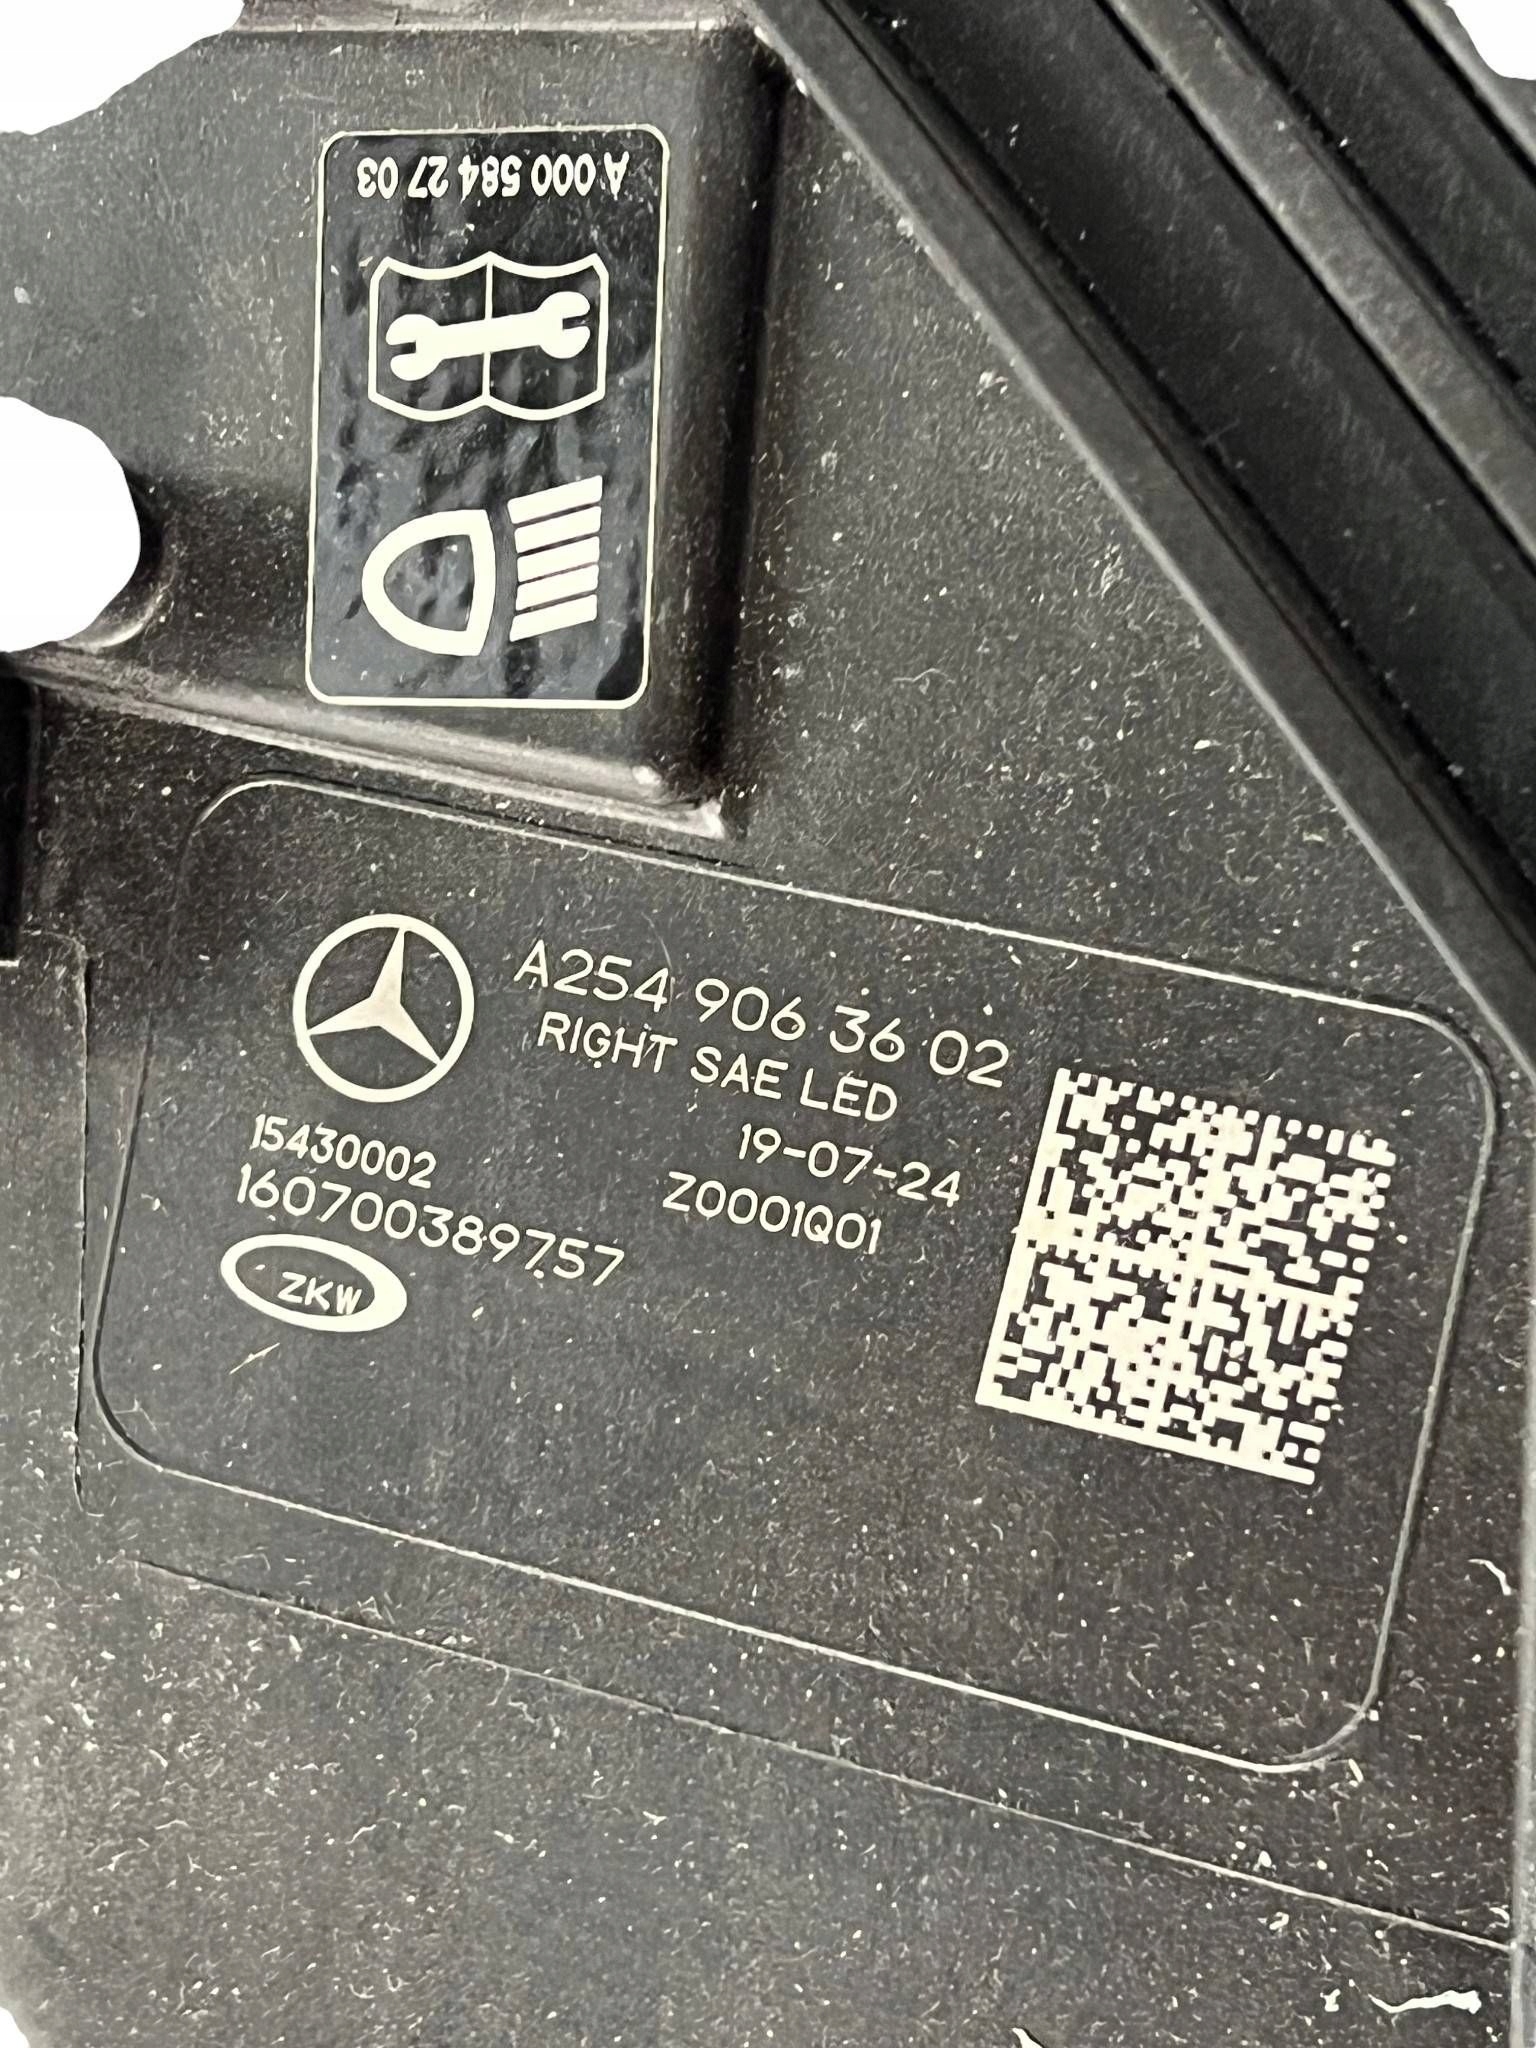 A 000 584 27 03
A254 906 36 02
RIGHT SAE LED
19-07-24
15430002
Z0001Q01
160700389757
ZKW